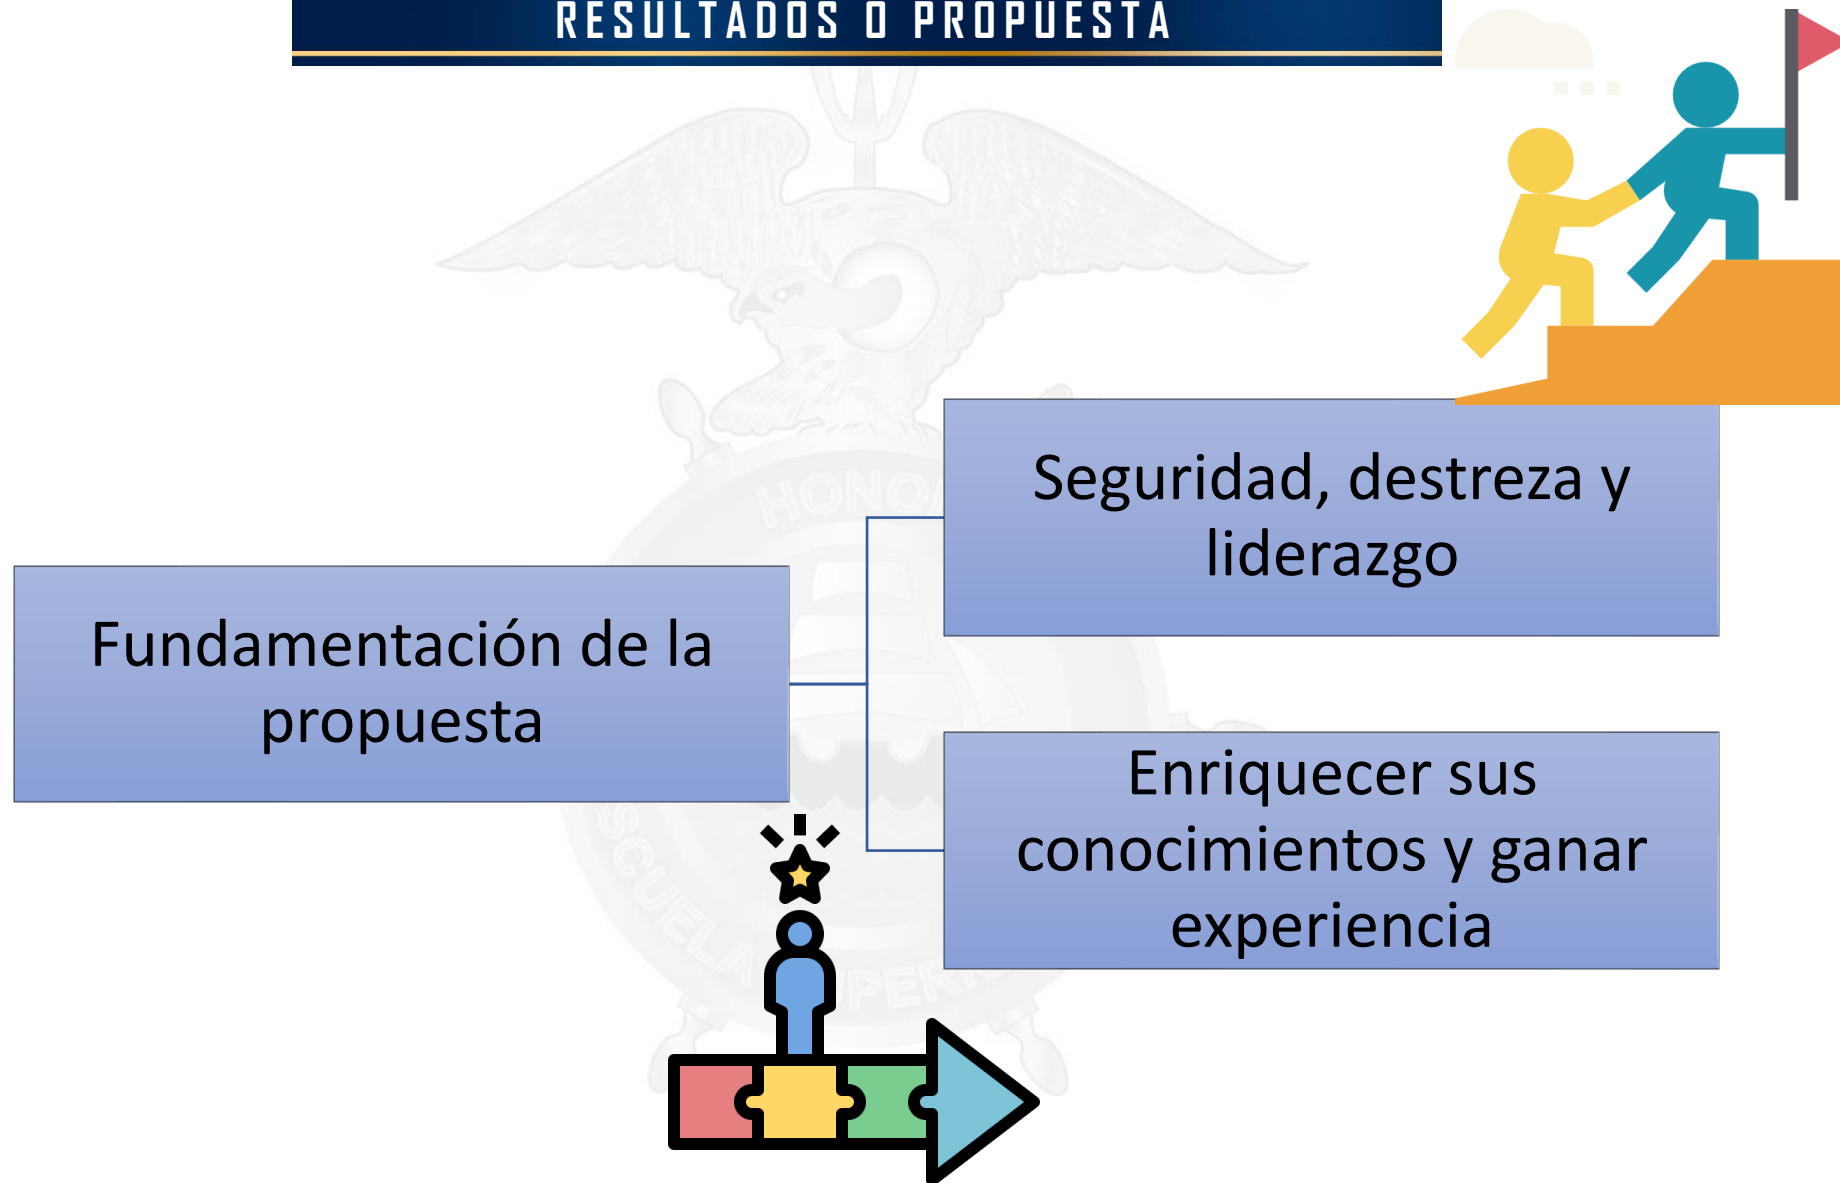 RESULTADOS O PROPUESTA
Seguridad, destreza y
liderazgo
Fundamentación de la
propuesta
Enriquecer sus
conocimientos y ganar
experiencia